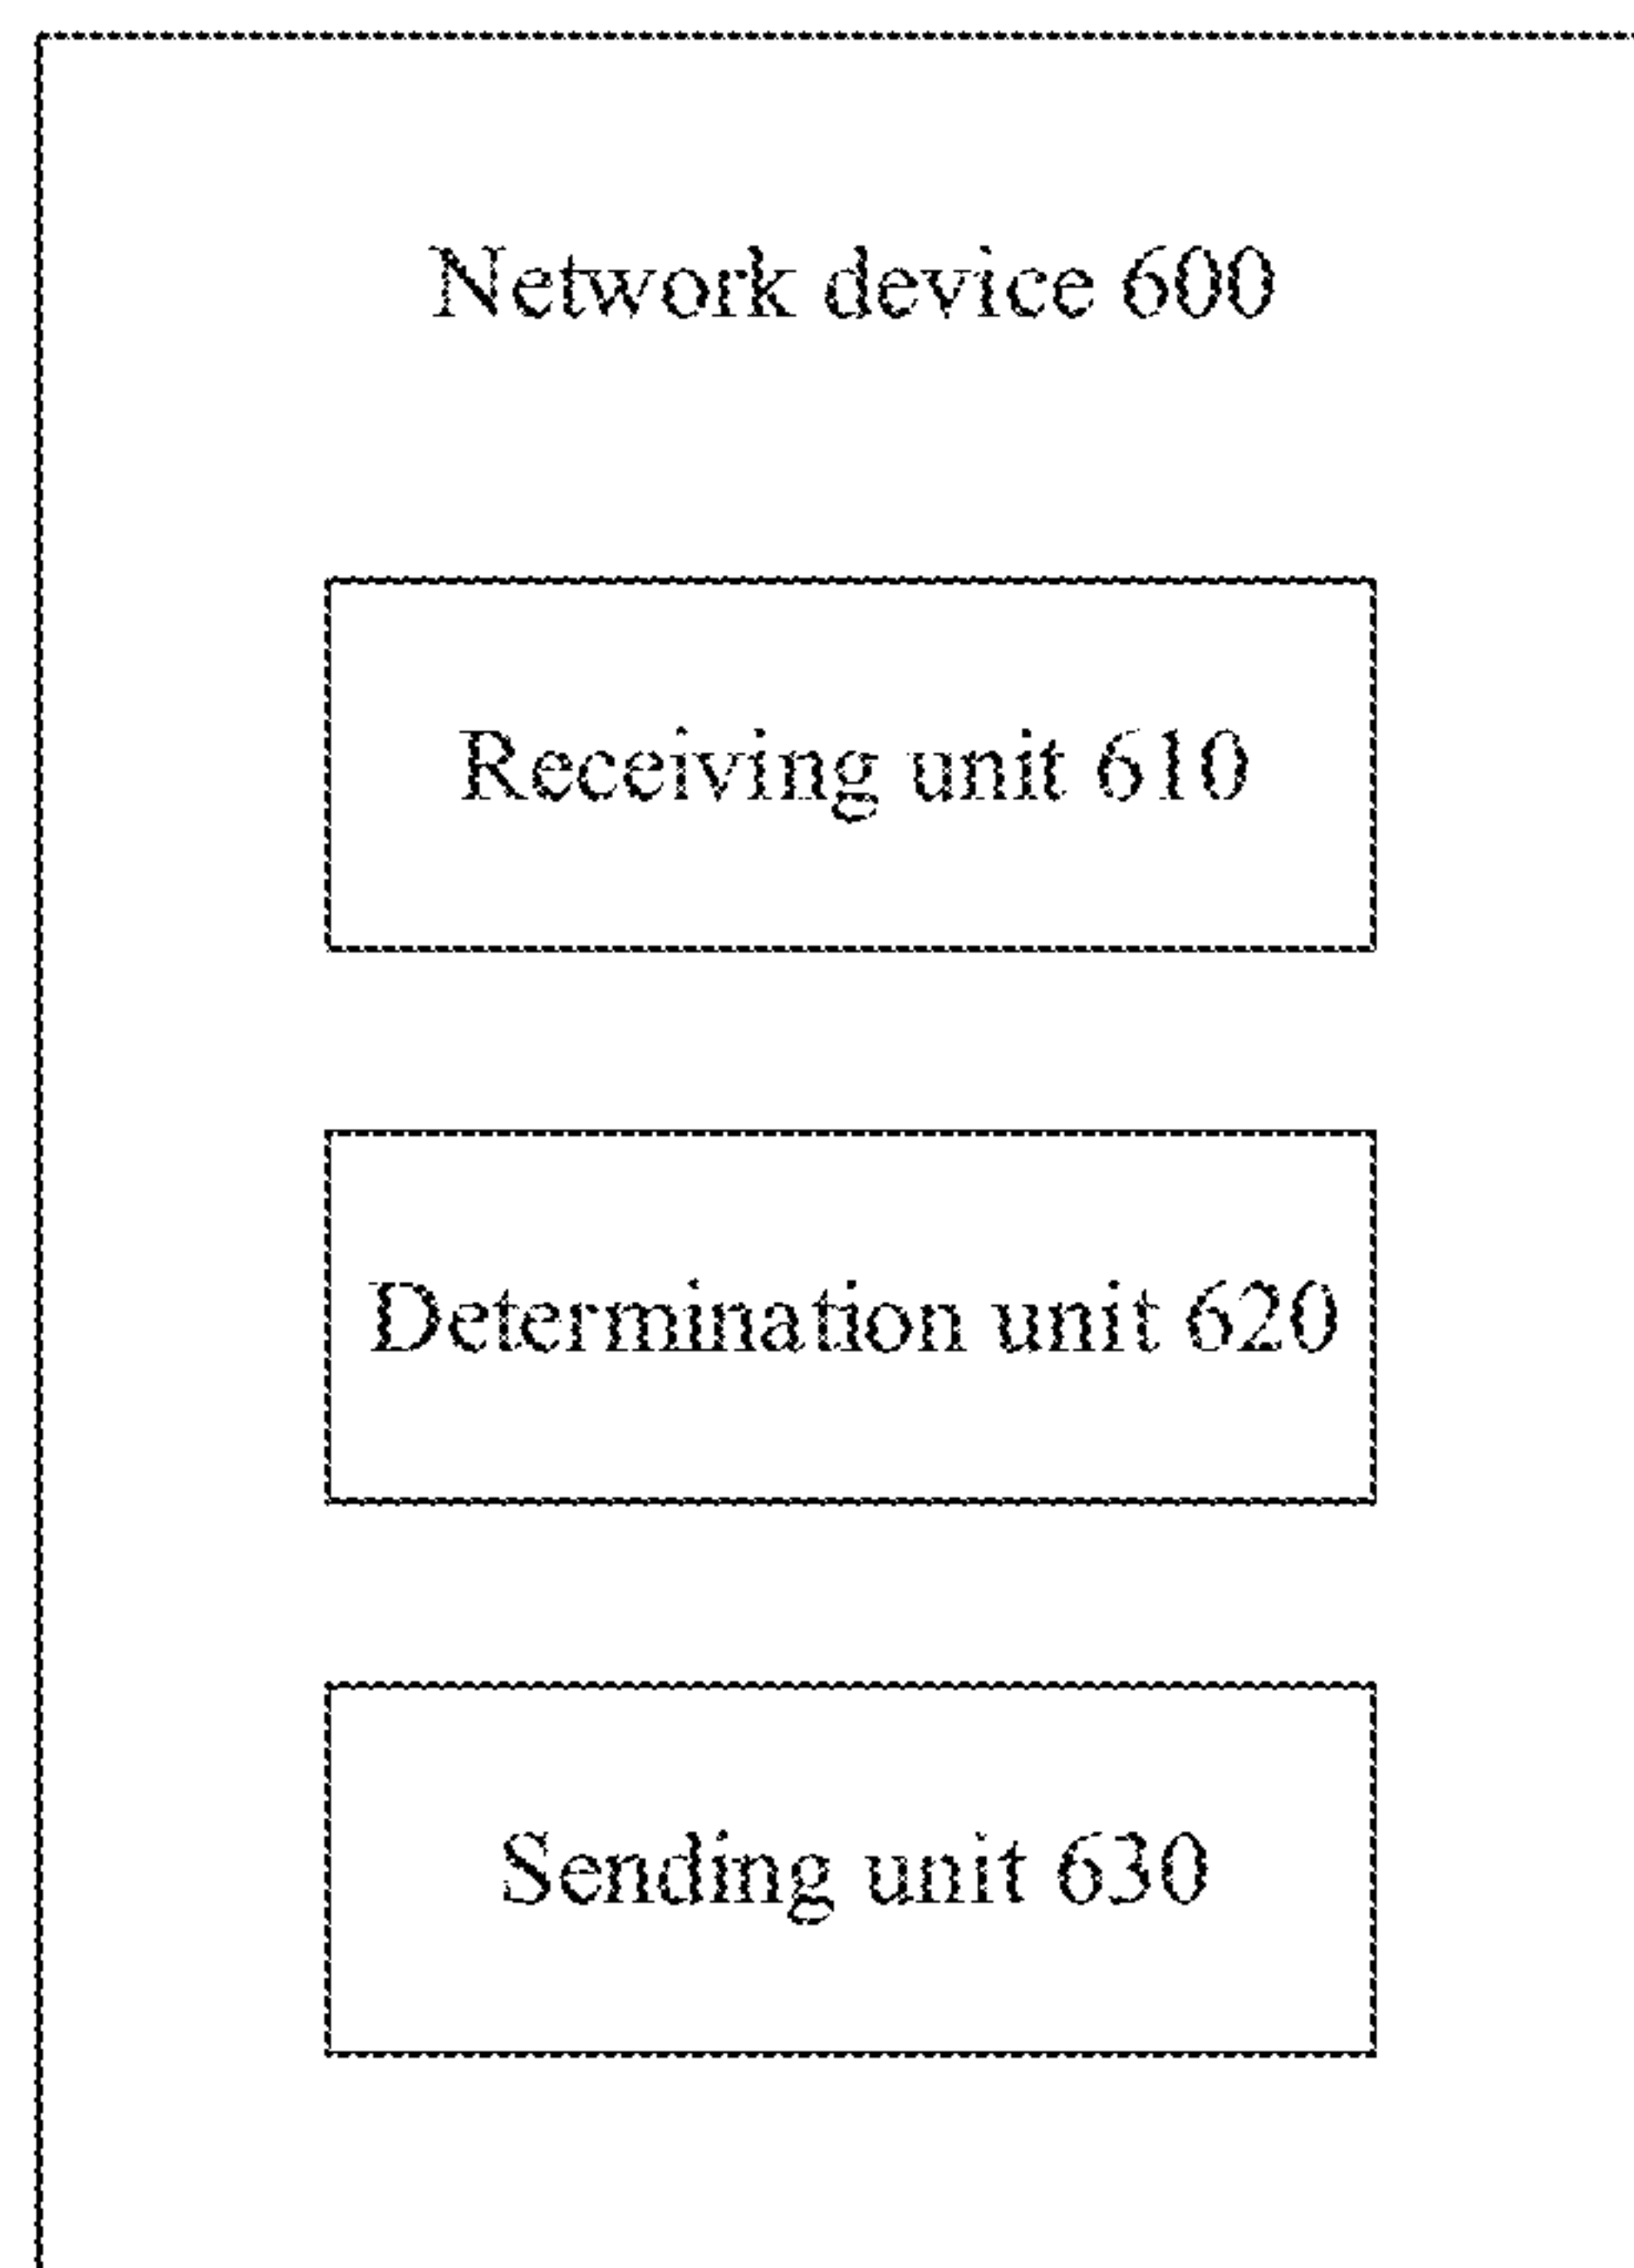 Network device 600
Receiving unit 610
Determination unit 620
Sending unit 630